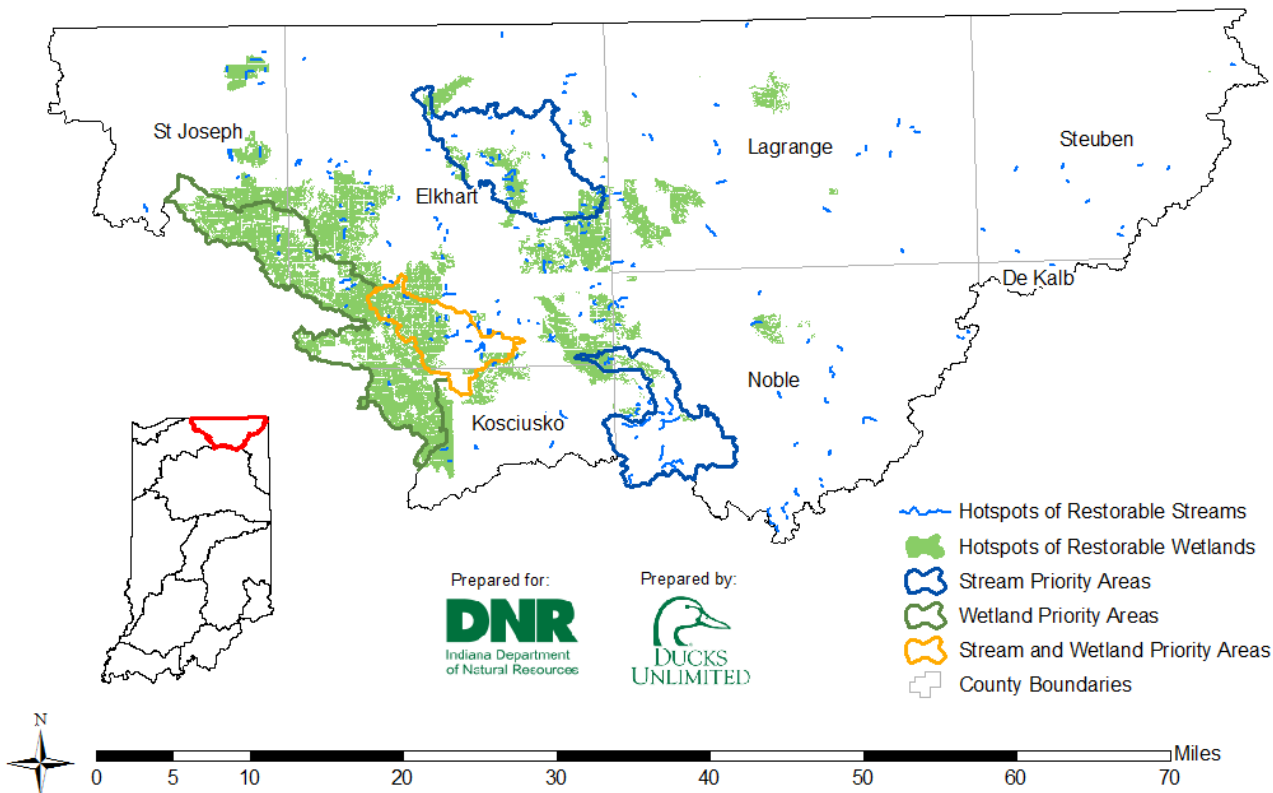 St Joseph
Elkhart
Lagrange
Steuben
De Kalb
Noble
Kosciusko
Hotspots of Restorable Streams
Hotspots of Restorable Wetlands
Stream Priority Areas
Wetland Priority Areas
Stream and Wetland Priority Areas
County Boundaries
Prepared for:
DNR
Indiana Department
of Natural Resources
Prepared by:
DUCKS
UNLIMITED
N
Miles
0 5 10 20 30 40 50 60 70